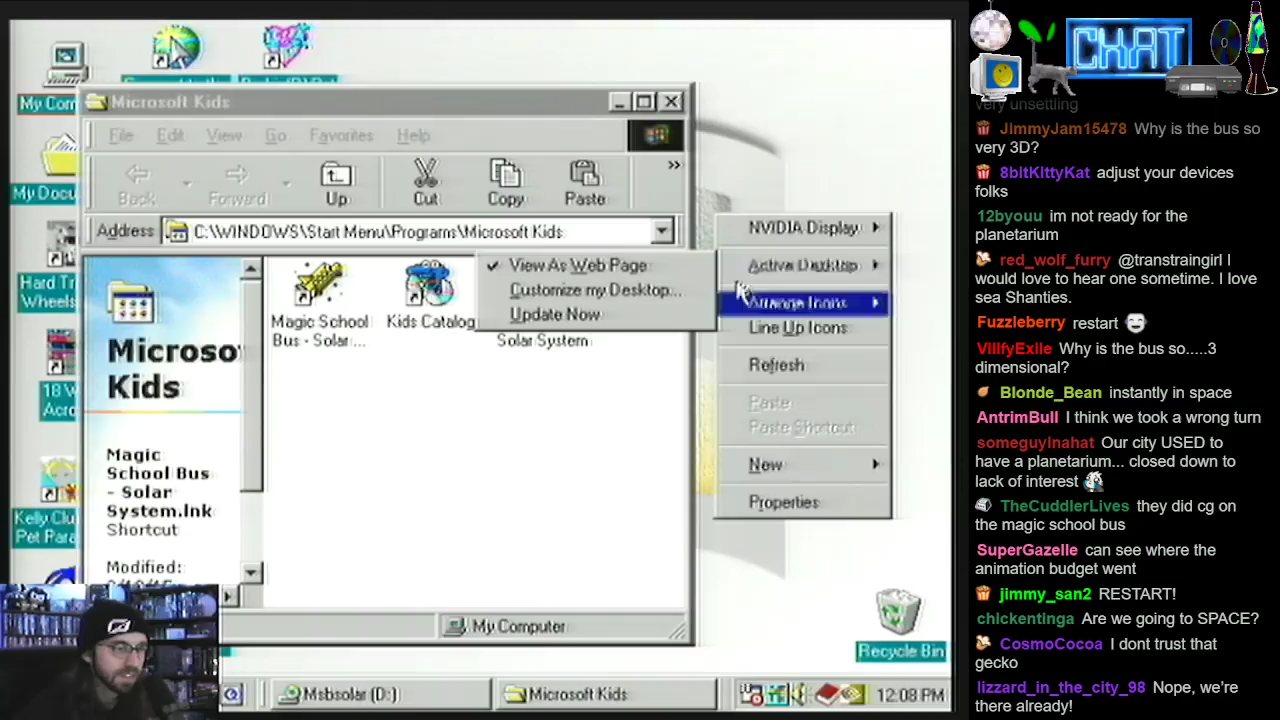 My Com
Microsoft Kids
File Edit View Go Favorites Help
Back Forward Up Cut Copy Paste »
Address C:\WINDOWS\Start Menu\Programs\Microsoft Kids
My Docu
Hard Tr
Wheels
18 W
Acro
Kelly Clu
Pet Para
Microso
Kids
Magic
School Bus
- Solar
System.lnk
Shortcut
Modified:
Magic School
Bus - Solar...
Kids Catalog
Solar System
View As Web Page
Customize my Desktop...
Update Now
NVIDIA Display
Active Desktop
Arrange Icons
Line Up Icons
Refresh
Paste
Paste Shortcut
New
Properties
My Computer
Recycle Bin
Msbsolar (D:)
Microsoft Kids
12:08 PM
CHAT
very unsettling
JimmyJam15478 Why is the bus so
very 3D?
8bItKIttyKat adjust your devices
folks
12byouu im not ready for the
planetarium
red_wolf_furry @transtraingirl I
would love to hear one sometime. I love
sea Shanties.
Fuzzleberry restart
VIlIfyExIle Why is the bus so.....3
dimensional?
Blonde_Bean instantly in space
AntrimBull I think we took a wrong turn
someguyInahat Our city USED to
have a planetarium... closed down to
lack of interest
TheCuddlerLives they did cg on
the magic school bus
SuperGazelle can see where the
animation budget went
jimmy_san2 RESTART!
chIckentinga Are we going to SPACE?
CosmoCocoa I dont trust that
gecko
lizzard_in_the_city_98 Nope, we're
there already!